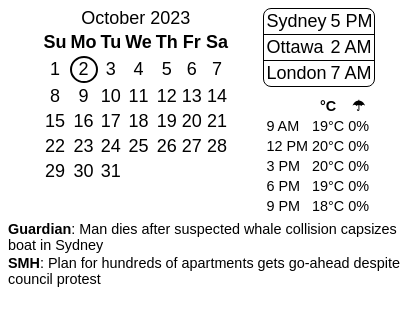 October 2023
Su Mo Tu We Th Fr Sa
1 2 3 4 5 6 7
8 9 10 11 12 13 14
15 16 17 18 19 20 21
22 23 24 25 26 27 28
29 30 31
Sydney 5 PM
Ottawa 2 AM
London 7 AM
°C ☂
9 AM 19°C 0%
12 PM 20°C 0%
3 PM 20°C 0%
6 PM 19°C 0%
9 PM 18°C 0%
Guardian: Man dies after suspected whale collision capsizes
boat in Sydney
SMH: Plan for hundreds of apartments gets go-ahead despite
council protest